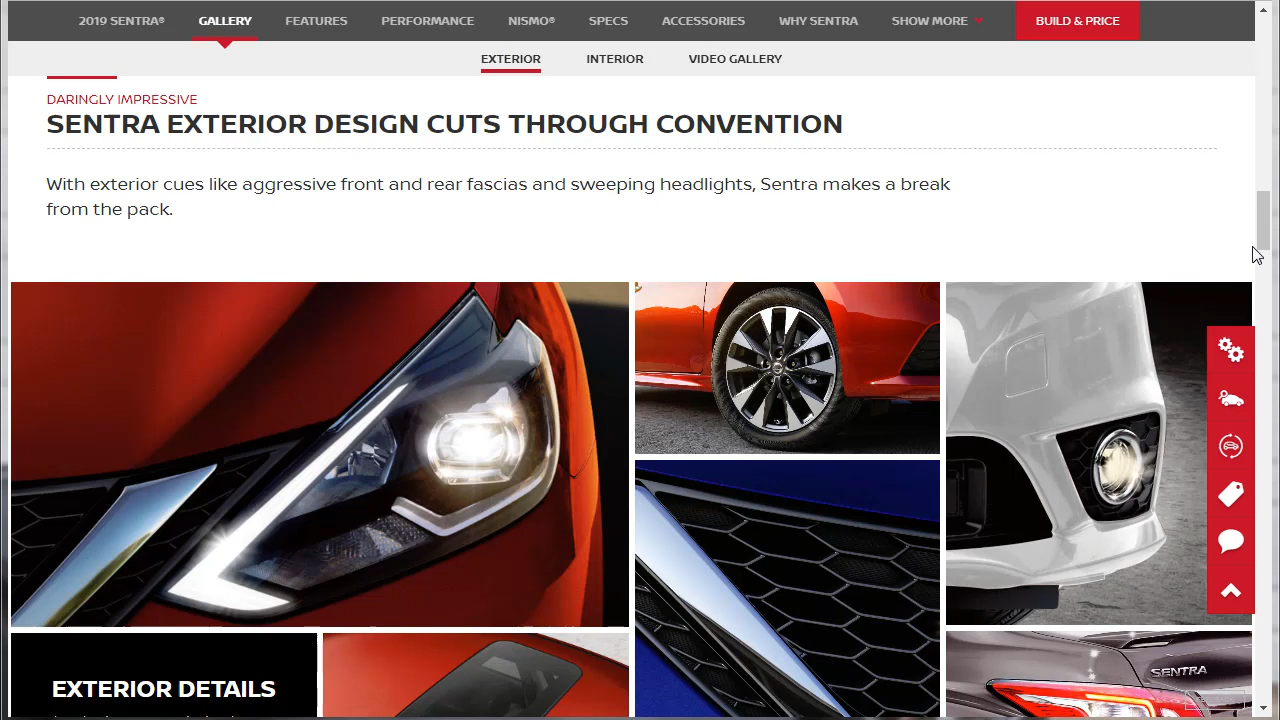 2019 SENTRA® GALLERY FEATURES PERFORMANCE NISMO® SPECS ACCESSORIES WHY SENTRA SHOW MORE BUILD & PRICE
EXTERIOR INTERIOR VIDEO GALLERY
DARINGLY IMPRESSIVE
SENTRA EXTERIOR DESIGN CUTS THROUGH CONVENTION
With exterior cues like aggressive front and rear fascias and sweeping headlights, Sentra makes a break
from the pack.
EXTERIOR DETAILS
SENTRA